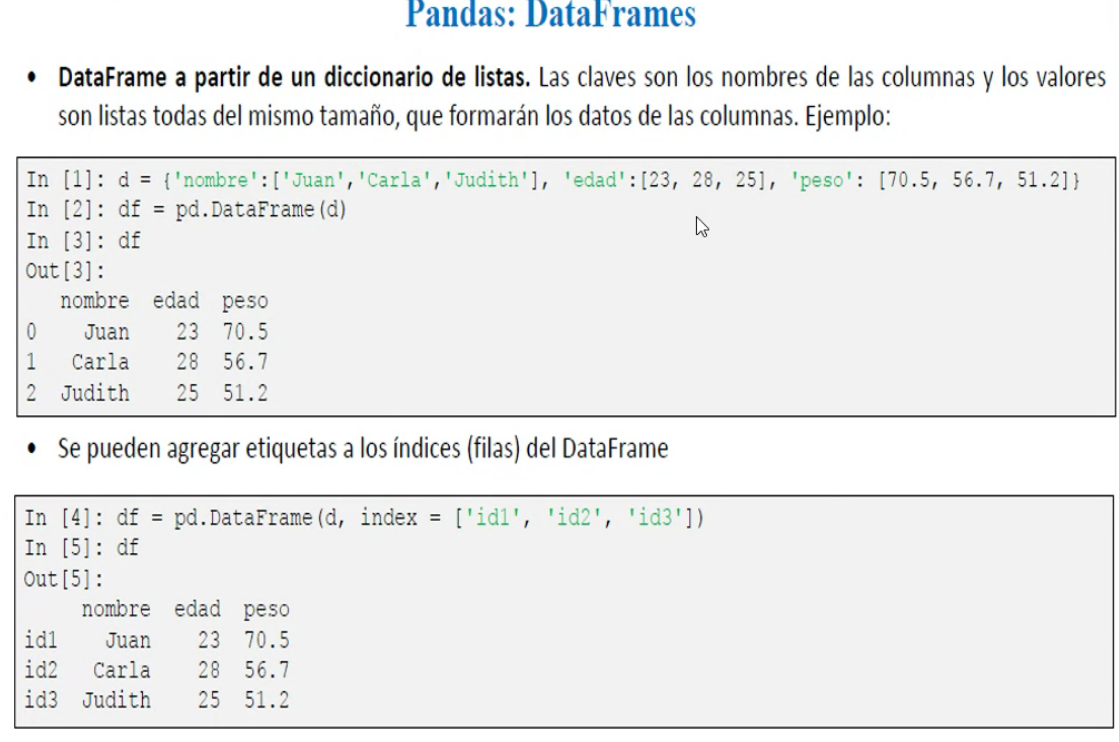 Pandas: DataFrames
• DataFrame a partir de un diccionario de listas. Las claves son los nombres de las columnas y los valores
son listas todas del mismo tamaño, que formarán los datos de las columnas. Ejemplo:
In [1]: d = {'nombre':['Juan','Carla','Judith'], 'edad':[23, 28, 25], 'peso': [70.5, 56.7, 51.2]}
In [2]: df = pd.DataFrame(d)
In [3]: df
Out[3]:
nombre edad peso
0 Juan 23 70.5
1 Carla 28 56.7
2 Judith 25 51.2
• Se pueden agregar etiquetas a los índices (filas) del DataFrame
In [4]: df = pd.DataFrame(d, index = ['id1', 'id2', 'id3'])
In [5]: df
Out[5]:
nombre edad peso
id1 Juan 23 70.5
id2 Carla 28 56.7
id3 Judith 25 51.2